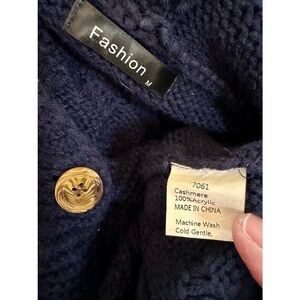 Fashion
M
7061
Cashmere
100%Acrylic
MADE IN CHINA
Machine Wash
Cold Gentle,